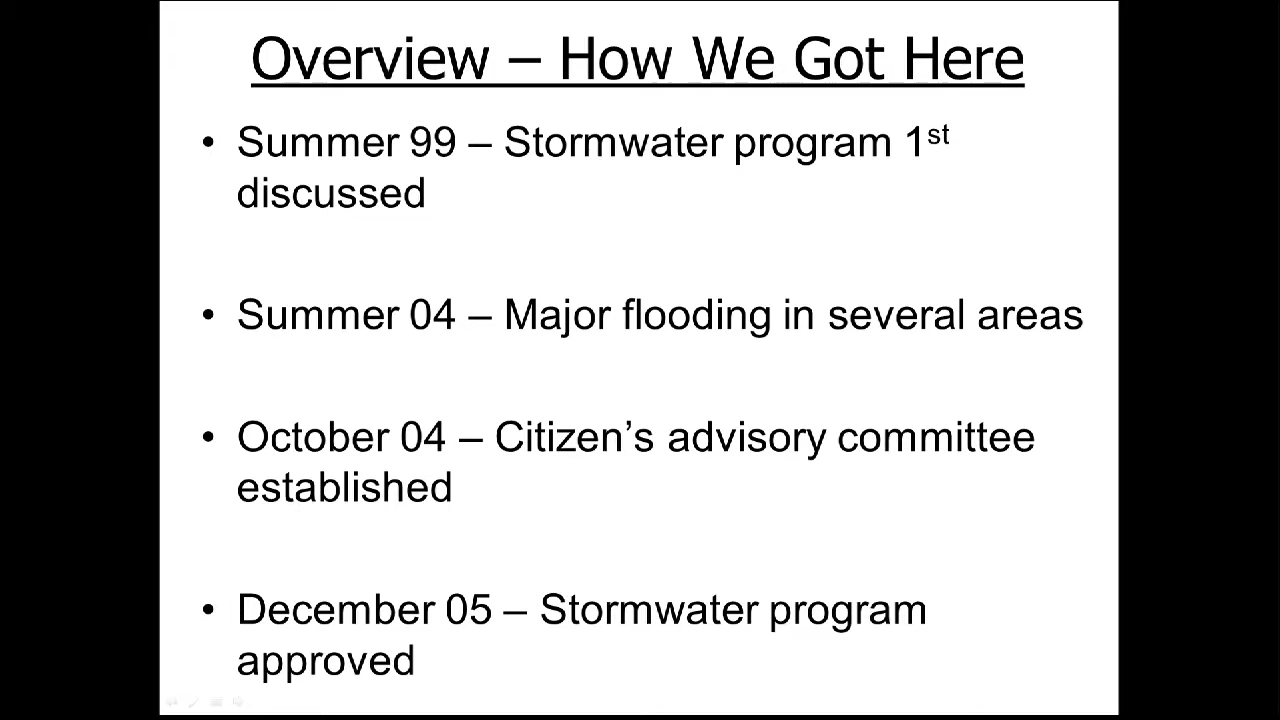 Overview – How We Got Here
• Summer 99 – Stormwater program 1st
discussed
• Summer 04 – Major flooding in several areas
• October 04 – Citizen’s advisory committee
established
• December 05 – Stormwater program
approved